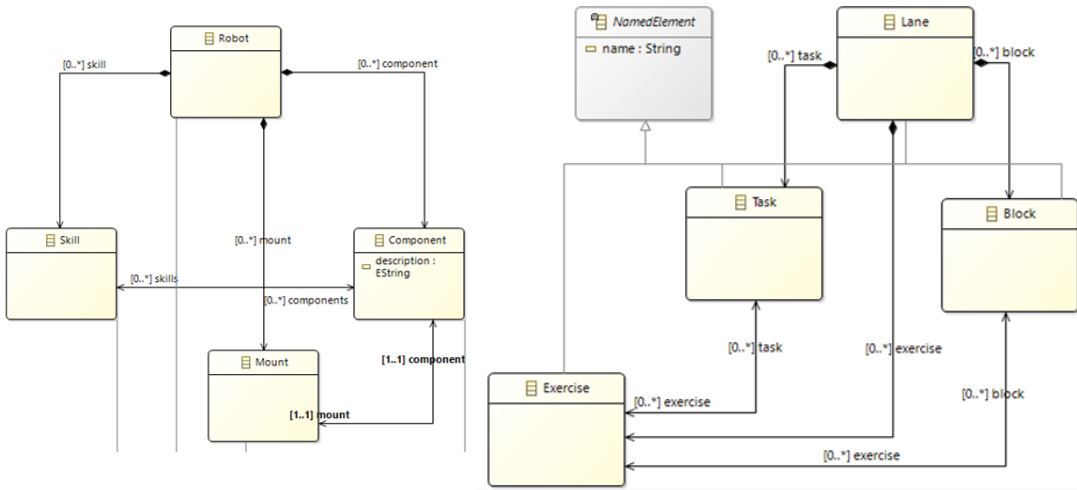 Robot
[0..*] skill
[0..*] component
Skill
[0..*] mount
Component
description :
EString
[0..*] skills
[0..*] components
Mount
[1..1] component
[1..1] mount
NamedElement
name : String
Lane
[0..*] task
[0..*] block
Task
Block
[0..*] task
[0..*] exercise
Exercise
[0..*] exercise
[0..*] block
[0..*] exercise